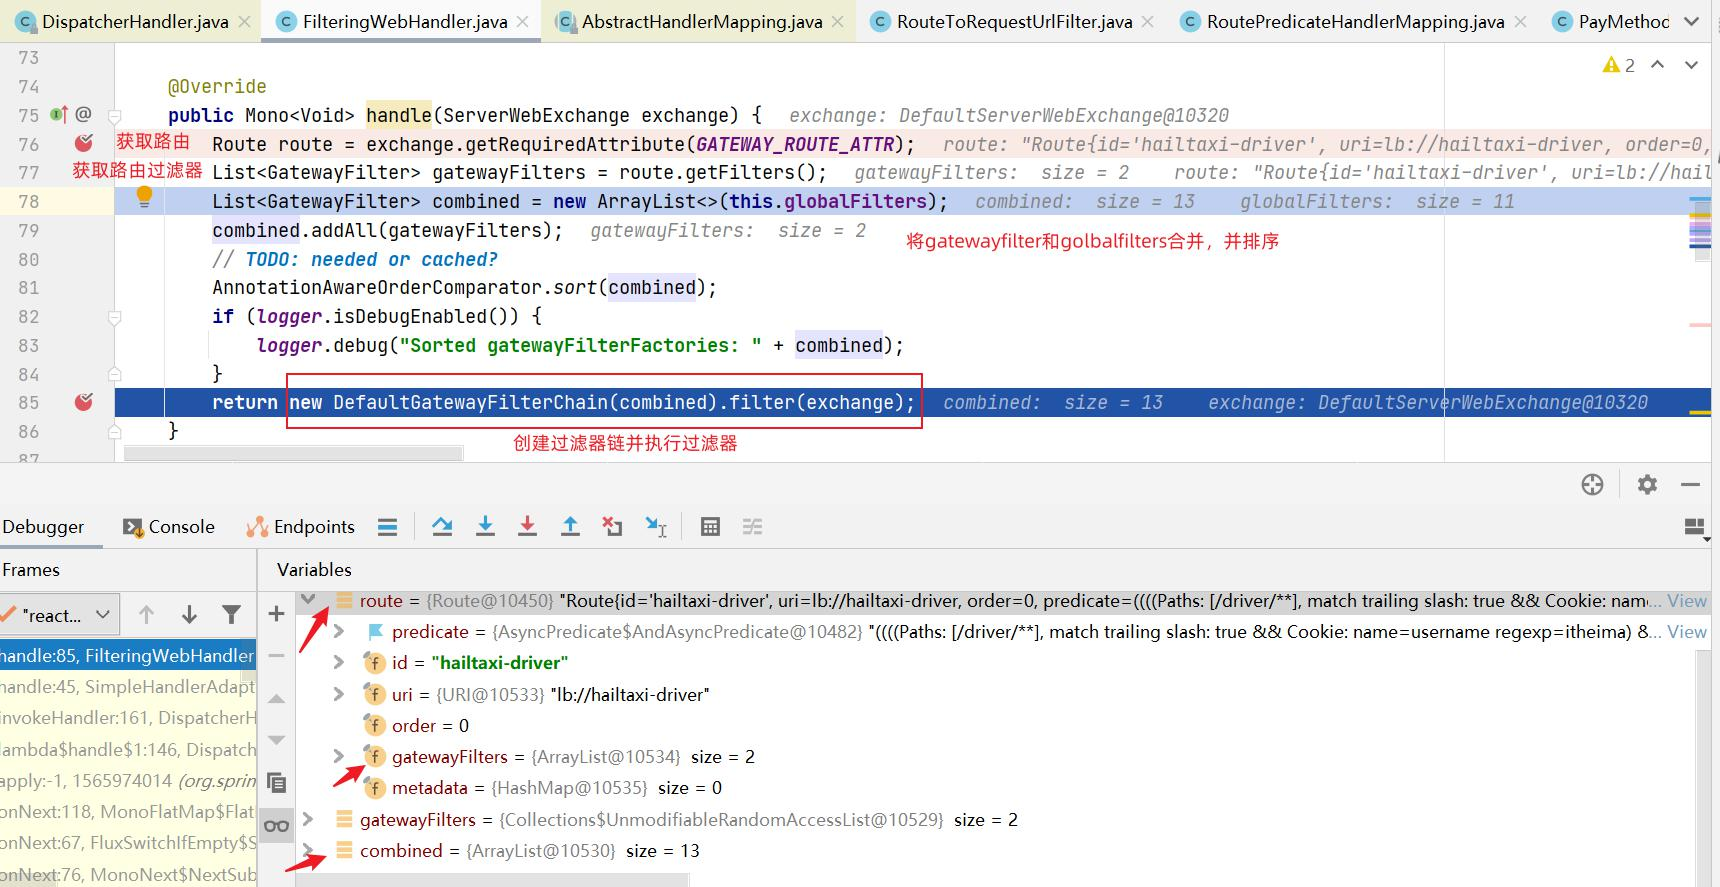 DispatcherHandler.java FilteringWebHandler.java AbstractHandlerMapping.java RouteToRequestUrlFilter.java RoutePredicateHandlerMapping.java PayMethod
73
74 @Override 2
75 @ public Mono<Void> handle(ServerWebExchange exchange) { exchange: DefaultServerWebExchange@10320
76 获取路由 Route route = exchange.getRequiredAttribute(GATEWAY_ROUTE_ATTR); route: "Route{id='hailtaxi-driver', uri=lb://hailtaxi-driver, order=0,
77 获取路由过滤器 List<GatewayFilter> gatewayFilters = route.getFilters(); gatewayFilters: size = 2 route: "Route{id='hailtaxi-driver', uri=lb://hail
78 List<GatewayFilter> combined = new ArrayList<>(this.globalFilters); combined: size = 13 globalFilters: size = 11
79 combined.addAll(gatewayFilters); gatewayFilters: size = 2
将gatewayfilter和golbalfilters合并，并排序
80 // TODO: needed or cached?
81 AnnotationAwareOrderComparator.sort(combined);
82 if (logger.isDebugEnabled()) {
83 logger.debug("Sorted gatewayFilterFactories: " + combined);
84 }
85 return new DefaultGatewayFilterChain(combined).filter(exchange); combined: size = 13 exchange: DefaultServerWebExchange@10320
86 }
创建过滤器链并执行过滤器
87
Debugger Console Endpoints
Frames Variables
"react...
route = {Route@10450} "Route{id='hailtaxi-driver', uri=lb://hailtaxi-driver, order=0, predicate=((((Paths: [/driver/**], match trailing slash: true && Cookie: nam... View
predicate = {AsyncPredicate$AndAsyncPredicate@10482} "((((Paths: [/driver/**], match trailing slash: true && Cookie: name=username regexp=itheima) &... View
handle:85, FilteringWebHandler
id = "hailtaxi-driver"
handle:45, SimpleHandlerAdapt
uri = {URI@10533} "lb://hailtaxi-driver"
invokeHandler:161, DispatcherH
order = 0
lambda$handle$1:146, Dispatch
gatewayFilters = {ArrayList@10534} size = 2
apply:-1, 1565974014 (org.sprin
metadata = {HashMap@10535} size = 0
onNext:118, MonoFlatMap$Flat
gatewayFilters = {Collections$UnmodifiableRandomAccessList@10529} size = 2
onNext:67, FluxSwitchIfEmpty$S
combined = {ArrayList@10530} size = 13
onNext:76, MonoNext$NextSub